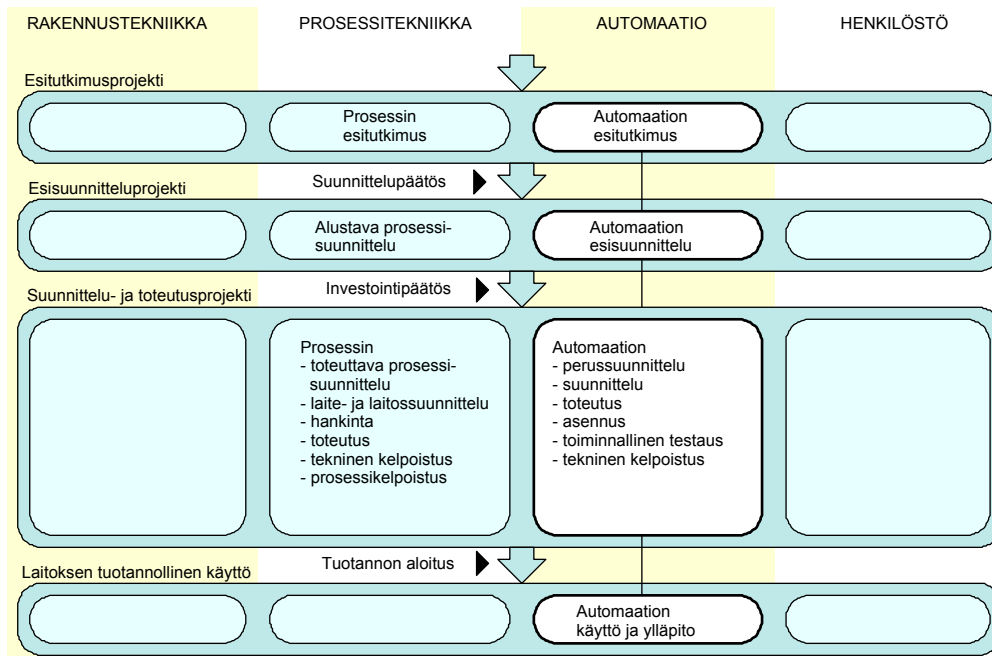 RAKENNUSTEKNIIKKA
PROSESSITEKNIIKKA
AUTOMAATIO
HENKILÖSTÖ
Esitutkimusprojekti
Prosessin
esitutkimus
Automaation
esitutkimus
Suunnittelupäätös
Esisuunnitteluprojekti
Alustava prosessi-
suunnittelu
Automaation
esisuunnittelu
Investointipäätös
Suunnittelu- ja toteutusprojekti
Prosessin
- toteuttava prosessi-
suunnittelu
- laite- ja laitossuunnittelu
- hankinta
- toteutus
- tekninen kelpoistus
- prosessikelpoistus
Automaation
- perussuunnittelu
- suunnittelu
- toteutus
- asennus
- toiminnallinen testaus
- tekninen kelpoistus
Tuotannon aloitus
Laitoksen tuotannollinen käyttö
Automaation
käyttö ja ylläpito